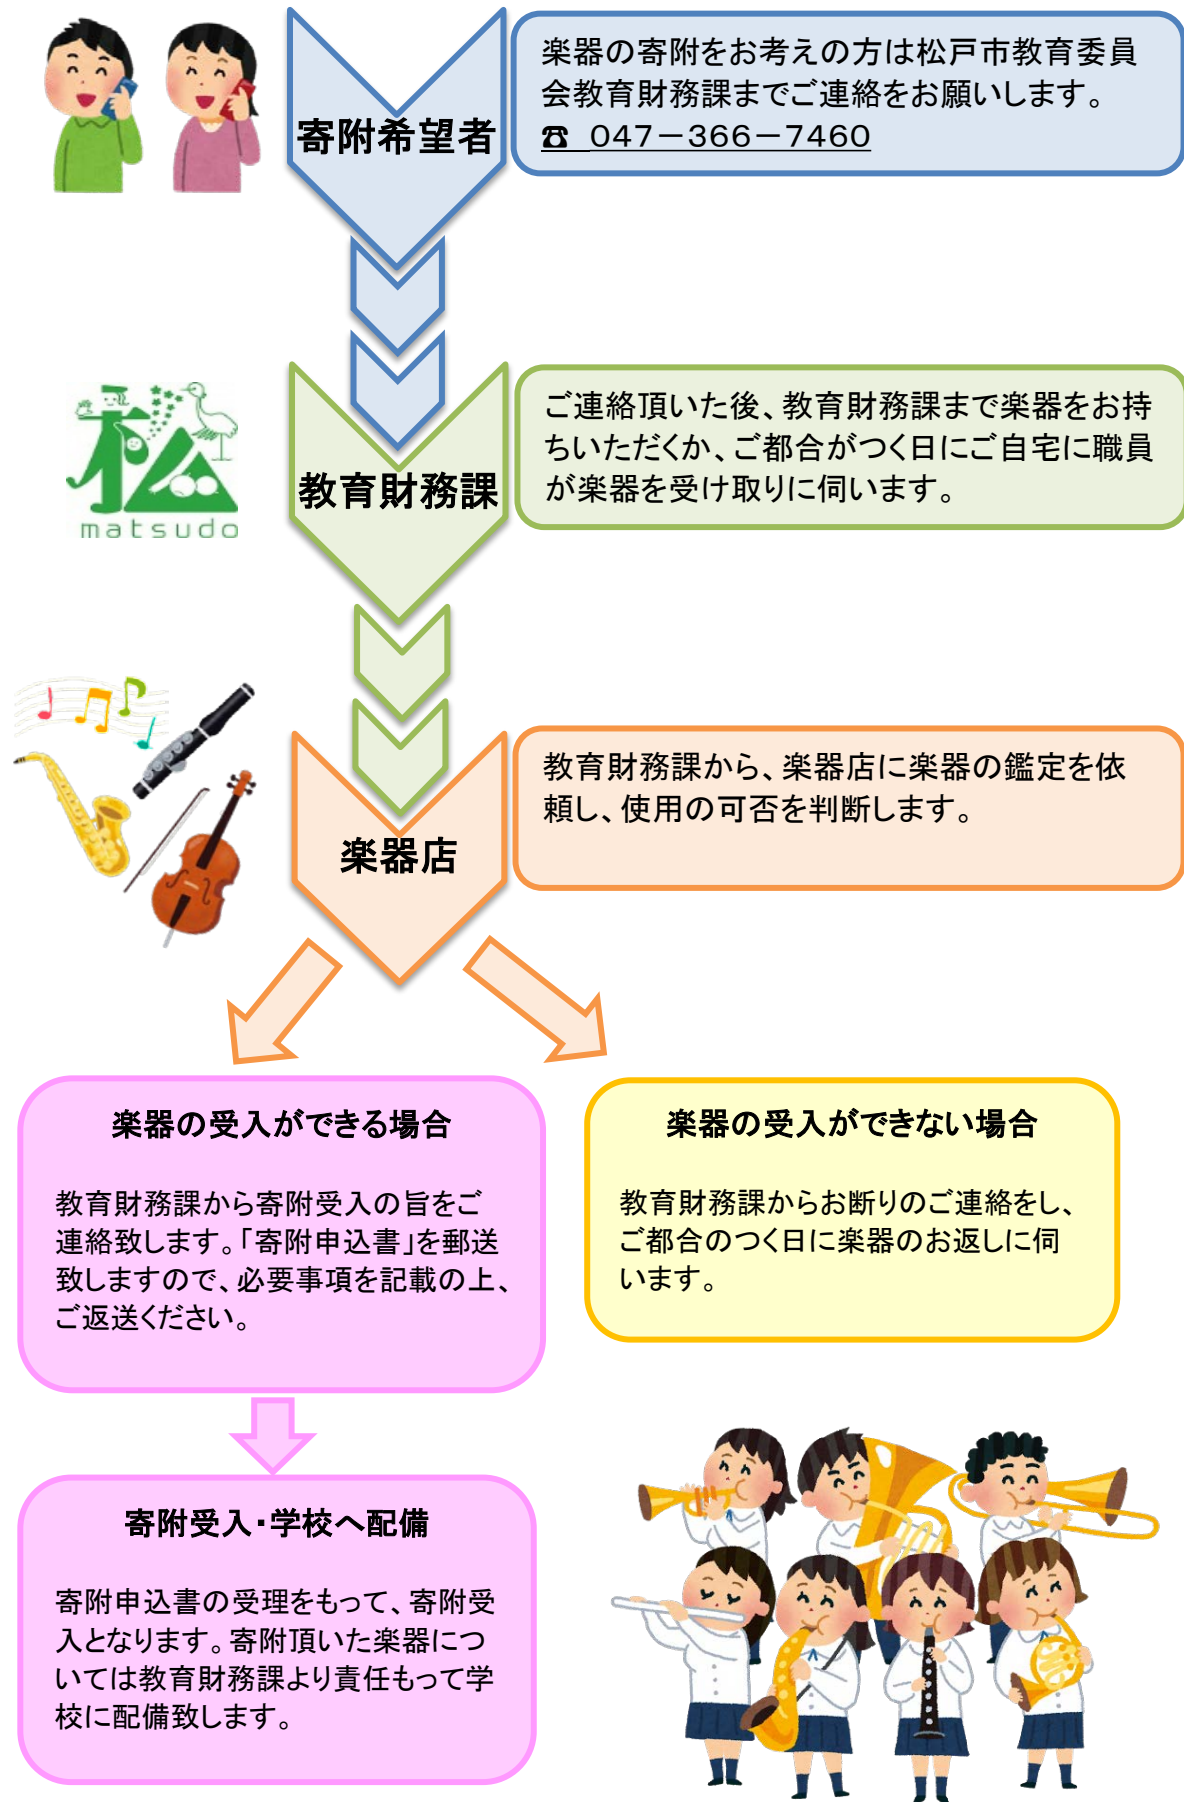 楽器の寄附をお考えの方は松戸市教育委員
会教育財務課までご連絡をお願いします。
☎ 047－366－7460
寄附希望者
ご連絡頂いた後、教育財務課まで楽器をお持
ちいただくか、ご都合がつく日にご自宅に職員
が楽器を受け取りに伺います。
教育財務課
松
matsudo
教育財務課から、楽器店に楽器の鑑定を依
頼し、使用の可否を判断します。
楽器店
楽器の受入ができる場合
教育財務課から寄附受入の旨をご
連絡致します。「寄附申込書」を郵送
致しますので、必要事項を記載の上、
ご返送ください。
楽器の受入ができない場合
教育財務課からお断りのご連絡をし、
ご都合のつく日に楽器のお返しに伺
います。
寄附受入・学校へ配備
寄附申込書の受理をもって、寄附受
入となります。寄附頂いた楽器につ
いては教育財務課より責任もって学
校に配備致します。